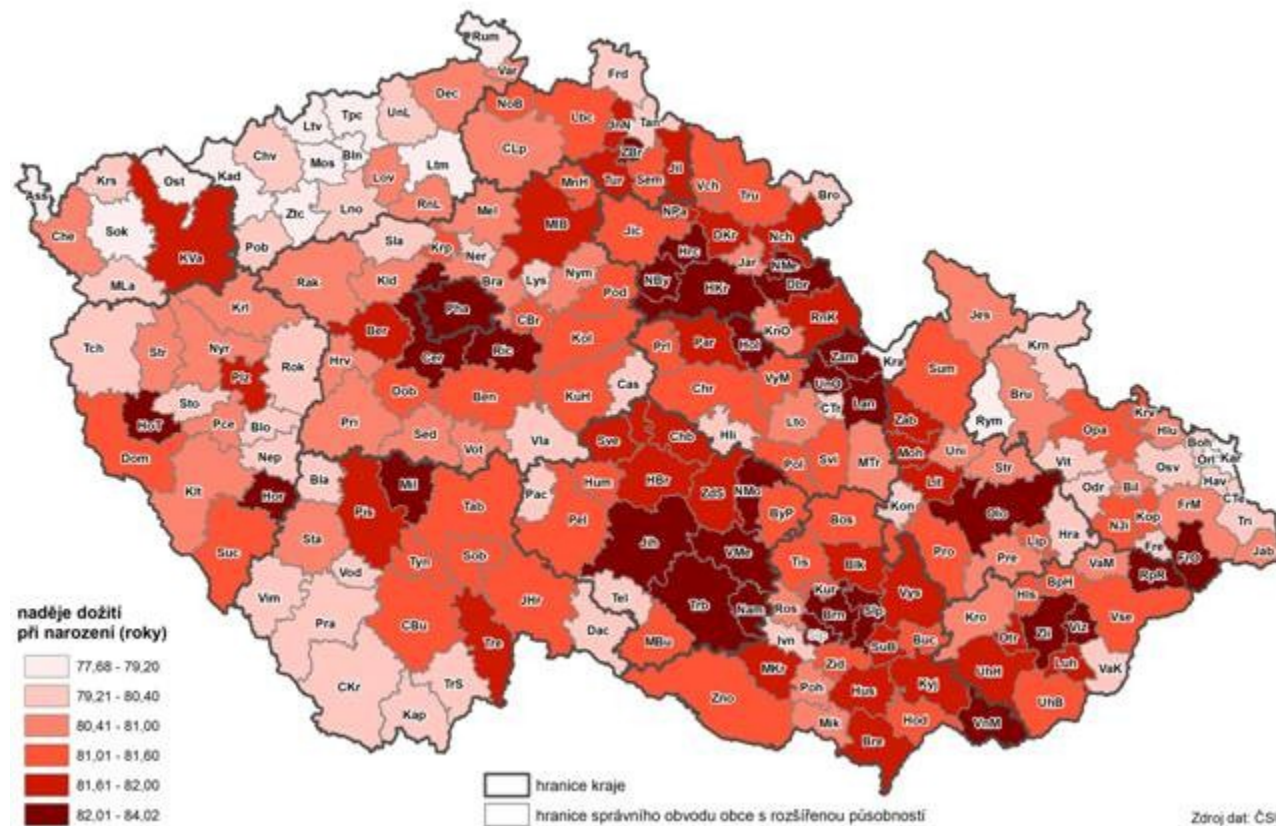 Rum
Var
Frd
Dec
NoB
Lbc
JnN
Tan
Tpc
UnL
Ltv
Chv
Mos
Bln
Ltm
CLp
ZBr
Jil
Krs
Ost
Kad
Lov
MnH
Tur
Sem
Vch
Tru
Ass
Lno
RnL
Mel
MlB
NPa
Bro
Che
Sok
Ztc
Jic
DKr
Nch
KVa
Pob
Sla
Krp
Ner
Hrc
Jar
NMe
MLa
Rak
Kld
Bra
Lys
Nym
NBy
HKr
Dbr
Krl
Pha
Pod
Jes
Tch
Str
Nyr
Ber
CBr
KnO
RnK
Rok
Hrv
Cer
Ric
Kol
Prl
Par
Hol
Zam
Kra
Sum
Krn
Plz
Cas
UnO
Bru
HoT
Sto
Dob
Ben
KuH
Chr
VyM
CTr
Lan
Rym
Krv
Pce
Blo
Pri
Sed
Vot
Vla
Sve
Chb
Hli
Lto
Zab
Opa
Hlu
Dom
Nep
Moh
Uni
Boh
Kar
Klt
Hor
Bla
Mil
Pol
Svi
MTr
Str
Vit
Osv
Orl
Hav
Pac
Hum
HBr
ZdS
NMo
Lit
Odr
Bil
CTe
Prs
Tab
Pel
ByP
Bos
Kon
Olo
FrM
Tri
Suc
Sta
Jih
VMe
NJi
Kop
Tyn
Sob
Tis
Blk
Pro
Pre
Lip
Hra
Fre
FrO
Jab
Vod
VaM
RpR
Vim
Trb
Nam
Ros
Kur
Brn
Slp
Vys
BpH
Pra
CBu
JHr
Tel
Hls
Vse
Tre
Dac
MBu
Ivn
SuB
Buc
Kro
Otr
Zli
Viz
CKr
TrS
MKr
Zid
UhH
Luh
VaK
Kap
Zno
Poh
Hus
Kyj
UhB
Mik
Hod
VnM
Bre
naděje dožití
při narození (roky)
77,68 - 79,20
79,21 - 80,40
80,41 - 81,00
81,01 - 81,60
81,61 - 82,00
82,01 - 84,02
hranice kraje
hranice správního obvodu obce s rozšířenou působností
Zdroj dat: ČSÚ